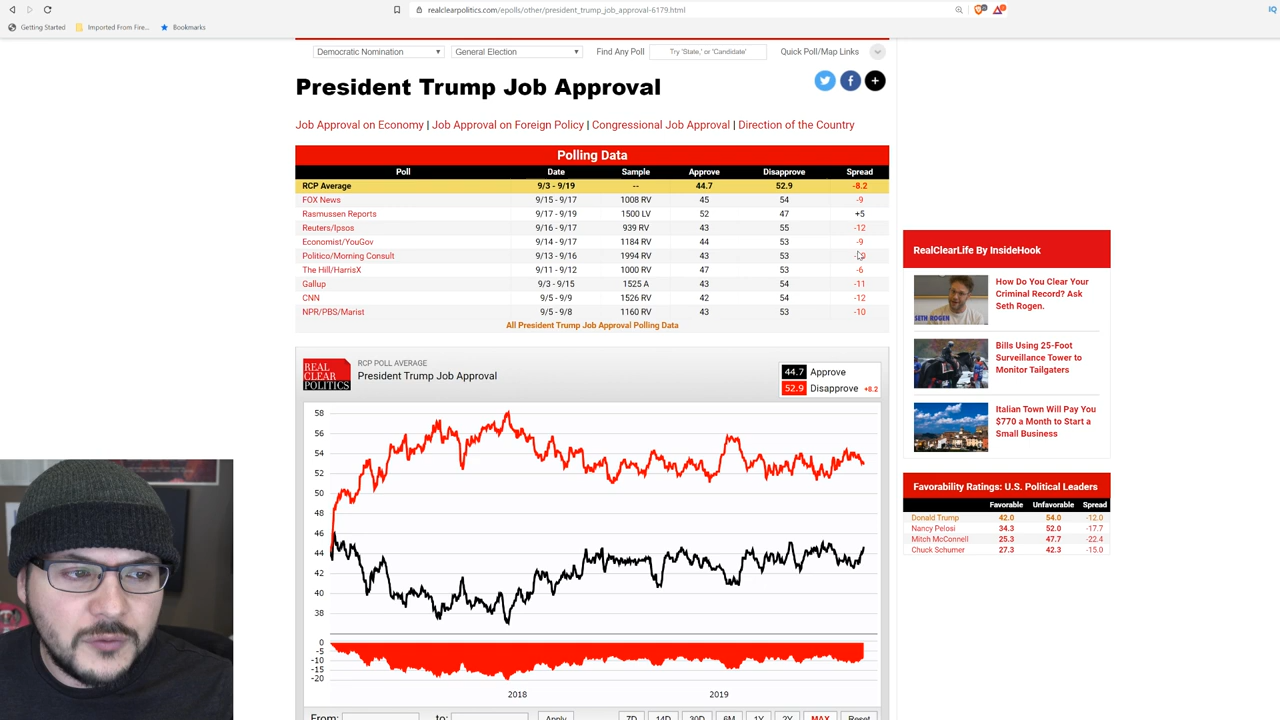 realclearpolitics.com/epolls/other/president_trump_job_approval-6179.html
Getting Started Imported From Fire... Bookmarks
Democratic Nomination General Election Find Any Poll Try 'State,' or 'Candidate' Quick Poll/Map Links
President Trump Job Approval
Job Approval on Economy | Job Approval on Foreign Policy | Congressional Job Approval | Direction of the Country
Polling Data
Poll Date Sample Approve Disapprove Spread
RCP Average 9/3 - 9/19 -- 44.7 52.9 -8.2
FOX News 9/15 - 9/17 1008 RV 45 54 -9
Rasmussen Reports 9/17 - 9/19 1500 LV 52 47 +5
Reuters/Ipsos 9/16 - 9/17 939 RV 43 55 -12
Economist/YouGov 9/14 - 9/17 1184 RV 44 53 -9
Politico/Morning Consult 9/13 - 9/16 1994 RV 43 53
The Hill/HarrisX 9/11 - 9/12 1000 RV 47 53 -6
Gallup 9/3 - 9/15 1525 A 43 54 -11
CNN 9/5 - 9/9 1526 RV 42 54 -12
NPR/PBS/Marist 9/5 - 9/8 1160 RV 43 53 -10
All President Trump Job Approval Polling Data
REAL CLEAR POLITICS
RCP POLL AVERAGE
President Trump Job Approval
44.7 Approve
52.9 Disapprove +8.2
58
56
54
52
50
48
46
44
42
40
38
0
-5
-10
-15
-20
2018 2019
From: to: Apply 7D 14D 30D 6M 1Y 2Y MAX Reset
RealClearLife By InsideHook
SETH ROGEN
How Do You Clear Your
Criminal Record? Ask
Seth Rogen.
Bills Using 25-Foot
Surveillance Tower to
Monitor Tailgaters
Italian Town Will Pay You
$770 a Month to Start a
Small Business
Favorability Ratings: U.S. Political Leaders
Favorable Unfavorable Spread
Donald Trump 42.0 54.0 -12.0
Nancy Pelosi 34.3 52.0 -17.7
Mitch McConnell 25.3 47.7 -22.4
Chuck Schumer 27.3 42.3 -15.0